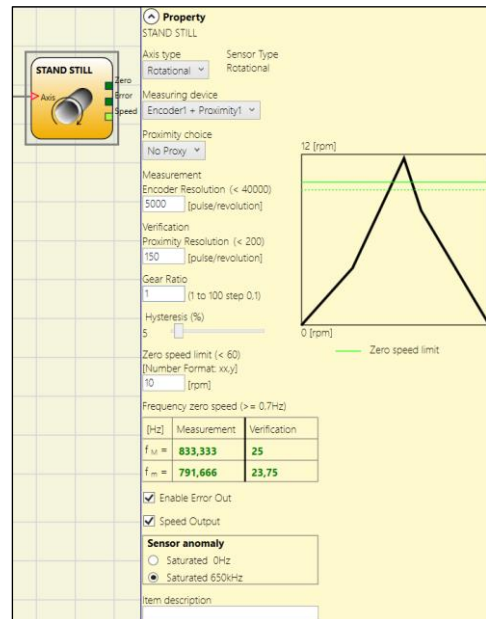 Property
STAND STILL
Axis type Sensor Type
Rotational Rotational
Measuring device
Encoder1 + Proximity1
Proximity choice
No Proxy
Measurement
Encoder Resolution (< 40000)
5000 [pulse/revolution]
Verification
Proximity Resolution (< 200)
150 [pulse/revolution]
Gear Ratio
1 (1 to 100 step 0,1)
Hysteresis (%)
5
Zero speed limit (< 60)
[Number Format: xx,y]
10 [rpm]
Frequency zero speed (>= 0,7Hz)
[Hz] Measurement Verification
f M = 833,333 25
f m = 791,666 23,75
Enable Error Out
Speed Output
Sensor anomaly
Saturated 0Hz
Saturated 650kHz
Item description
STAND STILL
Axis
Zero
Error
Speed
12 [rpm]
0 [rpm]
Zero speed limit